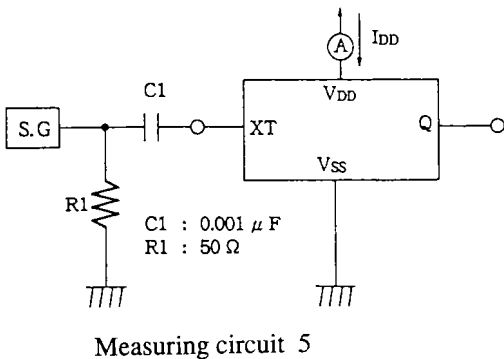 A
IDD
C1
VDD
S.G
XT
Q
VSS
R1
C1 : 0.001 μ F
R1 : 50 Ω
Measuring circuit 5